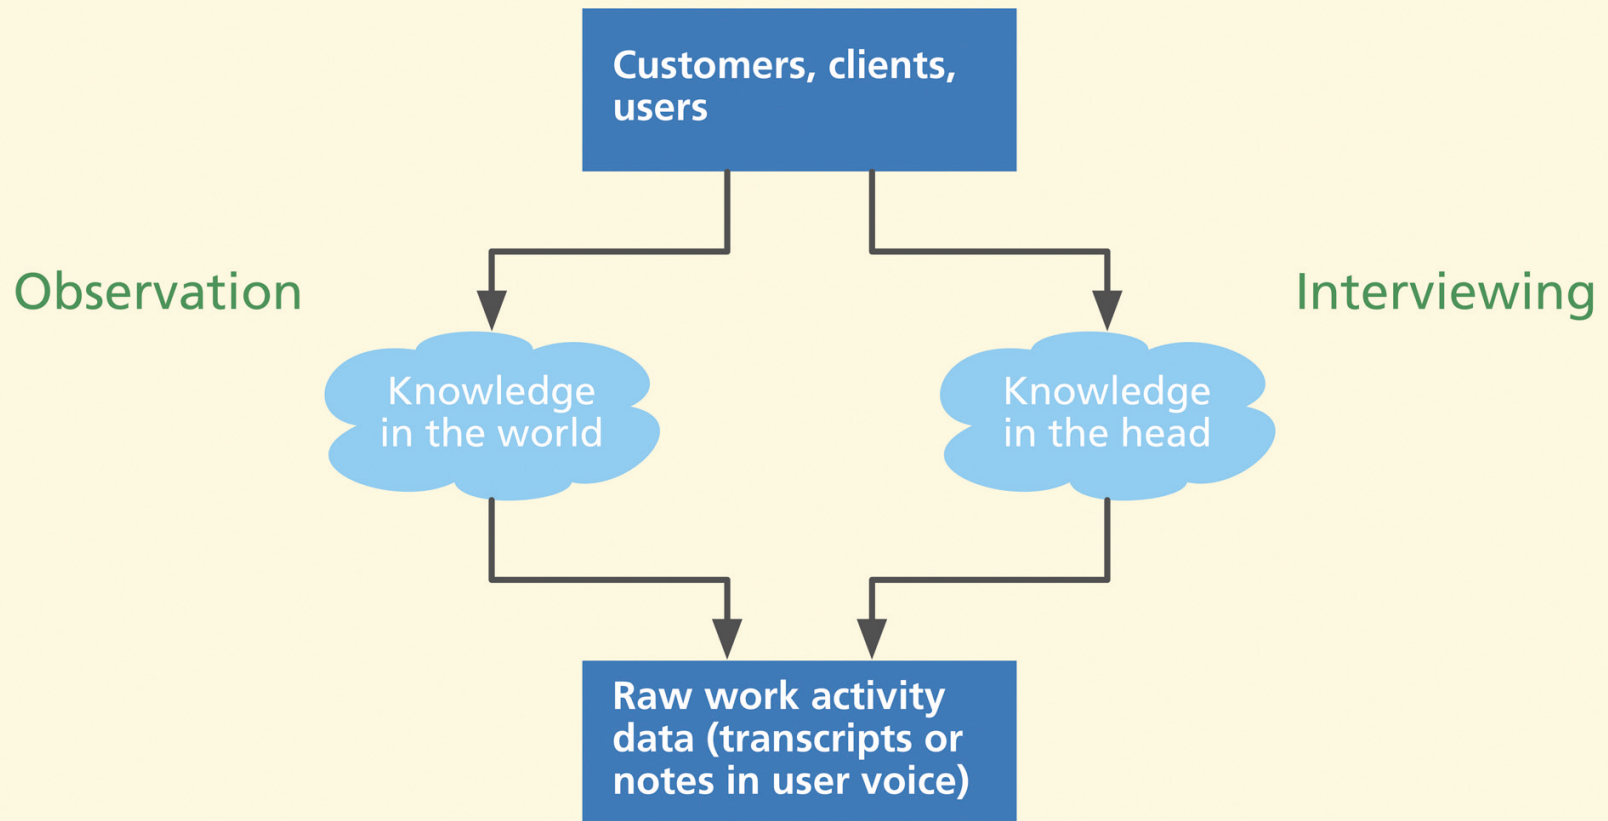 Customers, clients,
users
Observation
Interviewing
Knowledge
in the world
Knowledge
in the head
Raw work activity
data (transcripts or
notes in user voice)